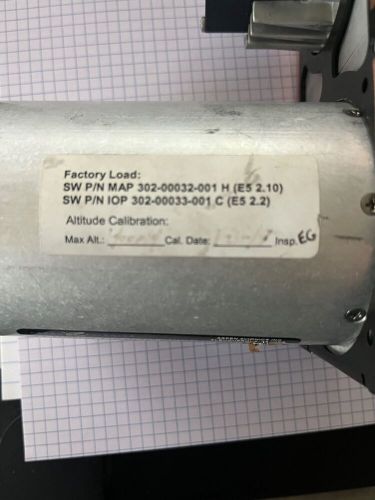 Factory Load:
SW P/N MAP 302-00032-001 H (E5 2.10)
SW P/N IOP 302-00033-001 C (E5 2.2)
Altitude Calibration:
Max Alt.: Cal. Date: Insp. EG